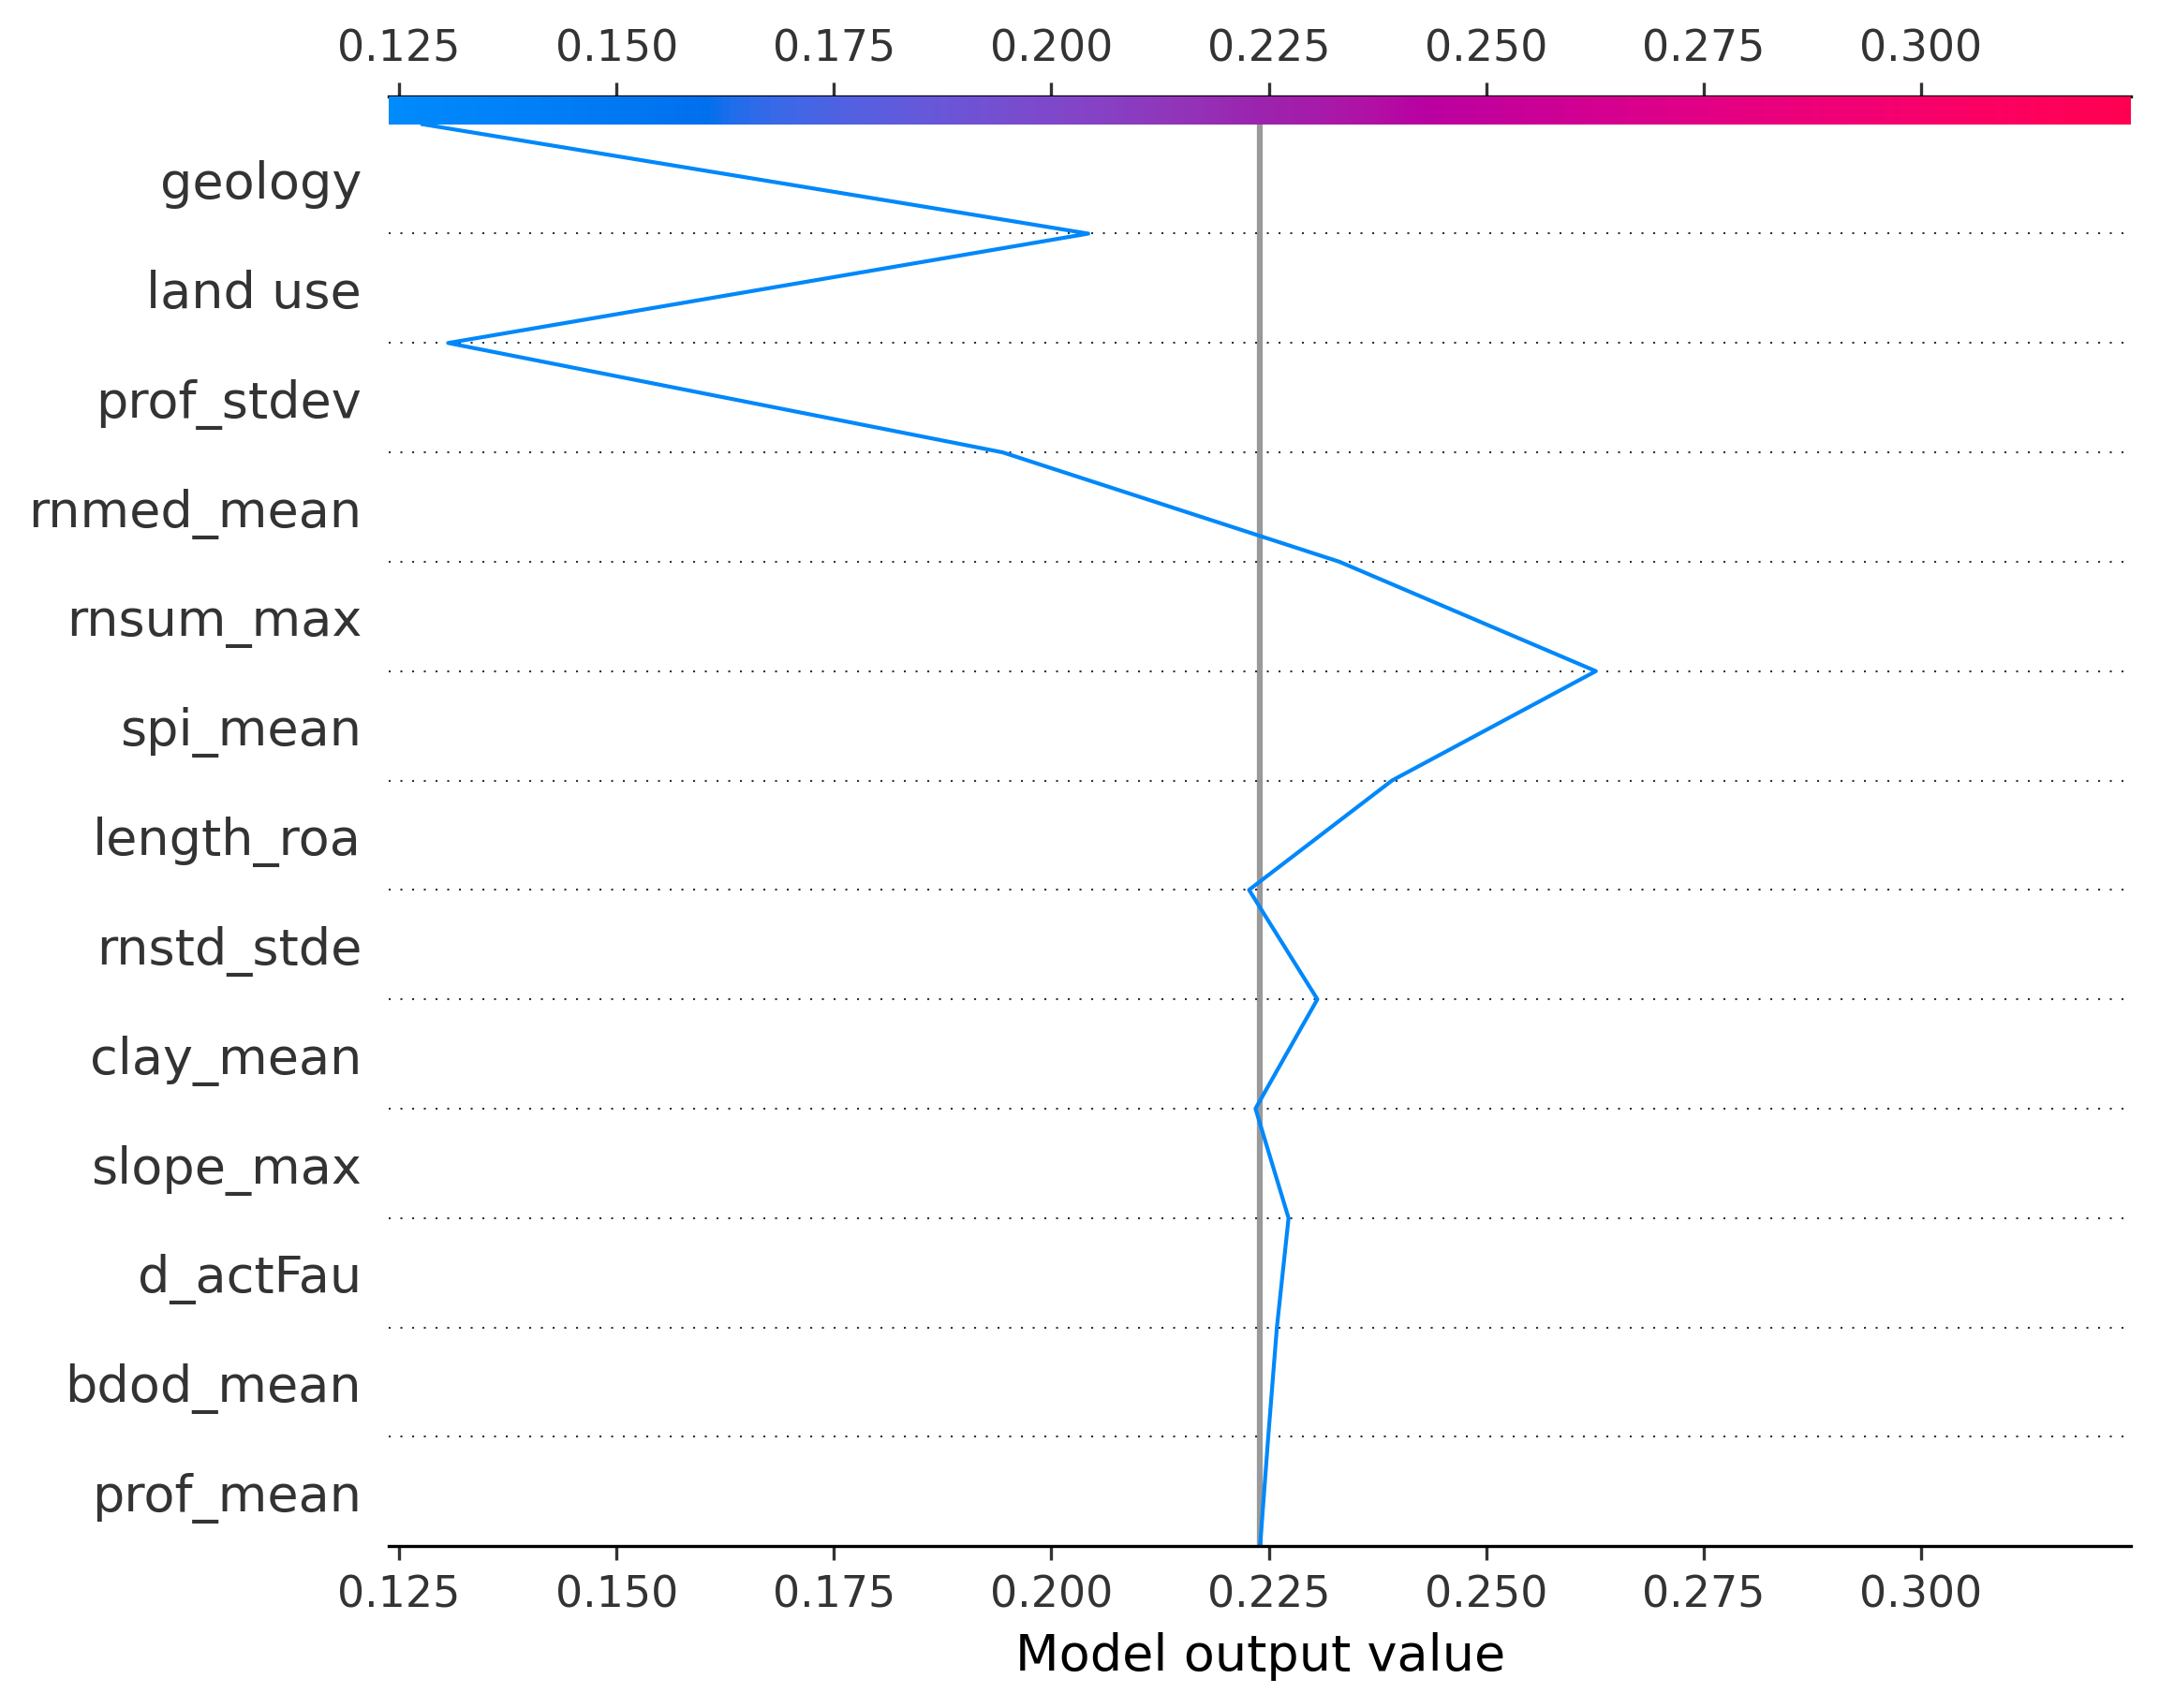 0.125 0.150 0.175 0.200 0.225 0.250 0.275 0.300
geology
land use
prof_stdev
rnmed_mean
rnsum_max
spi_mean
length_roa
rnstd_stde
clay_mean
slope_max
d_actFau
bdod_mean
prof_mean
0.125 0.150 0.175 0.200 0.225 0.250 0.275 0.300
Model output value